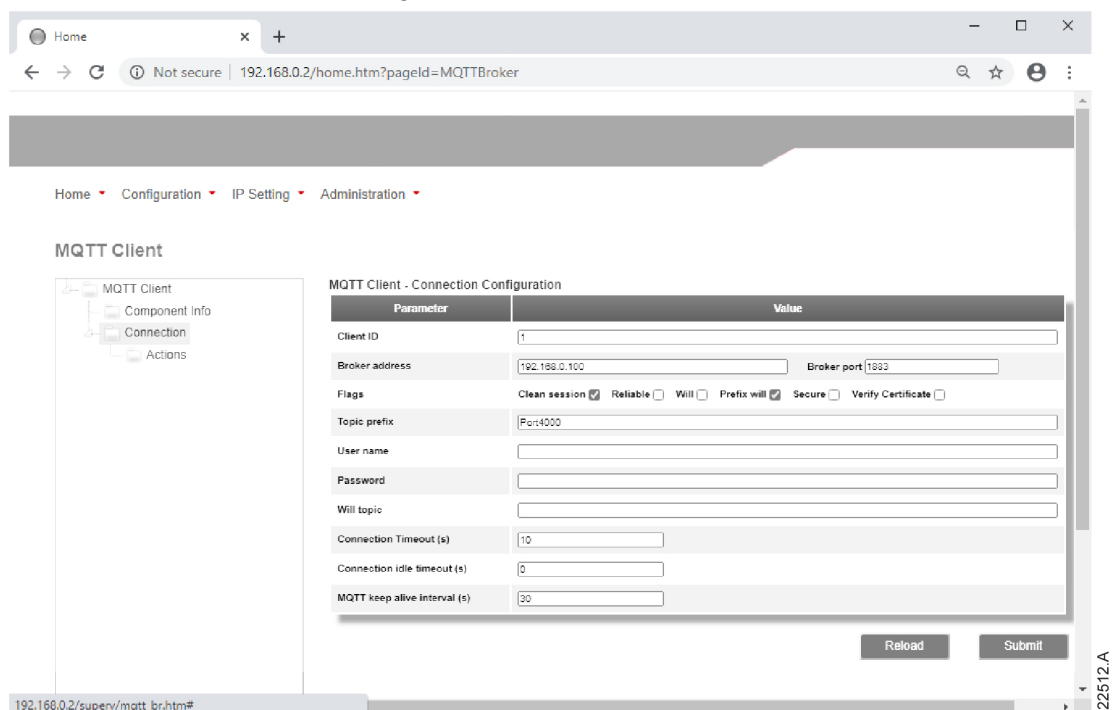 Home
Not secure 192.168.0.2/home.htm?pageId=MQTTBroker
Home Configuration IP Setting Administration
MQTT Client
MQTT Client
Component Info
Connection
Actions
MQTT Client - Connection Configuration
Parameter Value
Client ID 1
Broker address 192.168.0.100 Broker port 1883
Flags Clean session Reliable Will Prefix will Secure Verify Certificate
Topic prefix Port4000
User name
Password
Will topic
Connection Timeout (s) 10
Connection idle timeout (s) 0
MQTT keep alive interval (s) 30
Reload Submit
192.168.0.2/superv/mqtt_br.htm#
22512.A